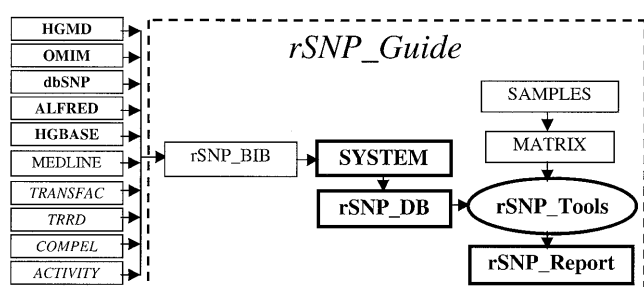 HGMD
OMIM
dbSNP
ALFRED
HGBASE
MEDLINE
TRANSFAC
TRRD
COMPEL
ACTIVITY
rSNP_Guide
rSNP_BIB
SYSTEM
rSNP_DB
SAMPLES
MATRIX
rSNP_Tools
rSNP_Report